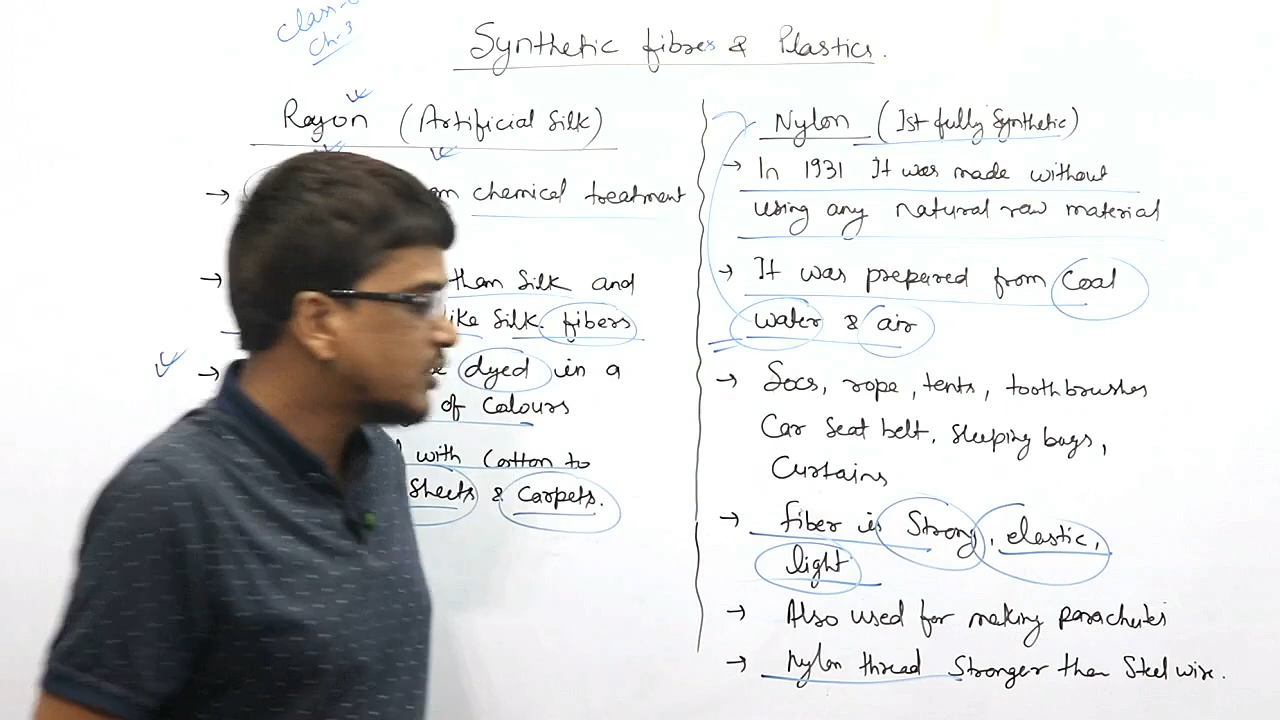 Class-
Ch-3
Synthetic fibres & Plastics.
Rayon (Artificial Silk)
→ chemical treatment
→ than Silk and
like Silk. fibers
→ dyed in a
of Colours
with Cotton to
Sheets & Carpets.
Nylon (Ist fully Synthetic)
→ In 1931 It was made without
using any natural raw material
→ It was prepared from Coal
water & air
→ Socs, rope, tents, toothbrushes
Car Seat belt, Sleeping bags,
Curtains
→ fiber is Strong, elastic,
light
→ Also used for making parachutes
→ Nylon thread Stronger than Steel wire.